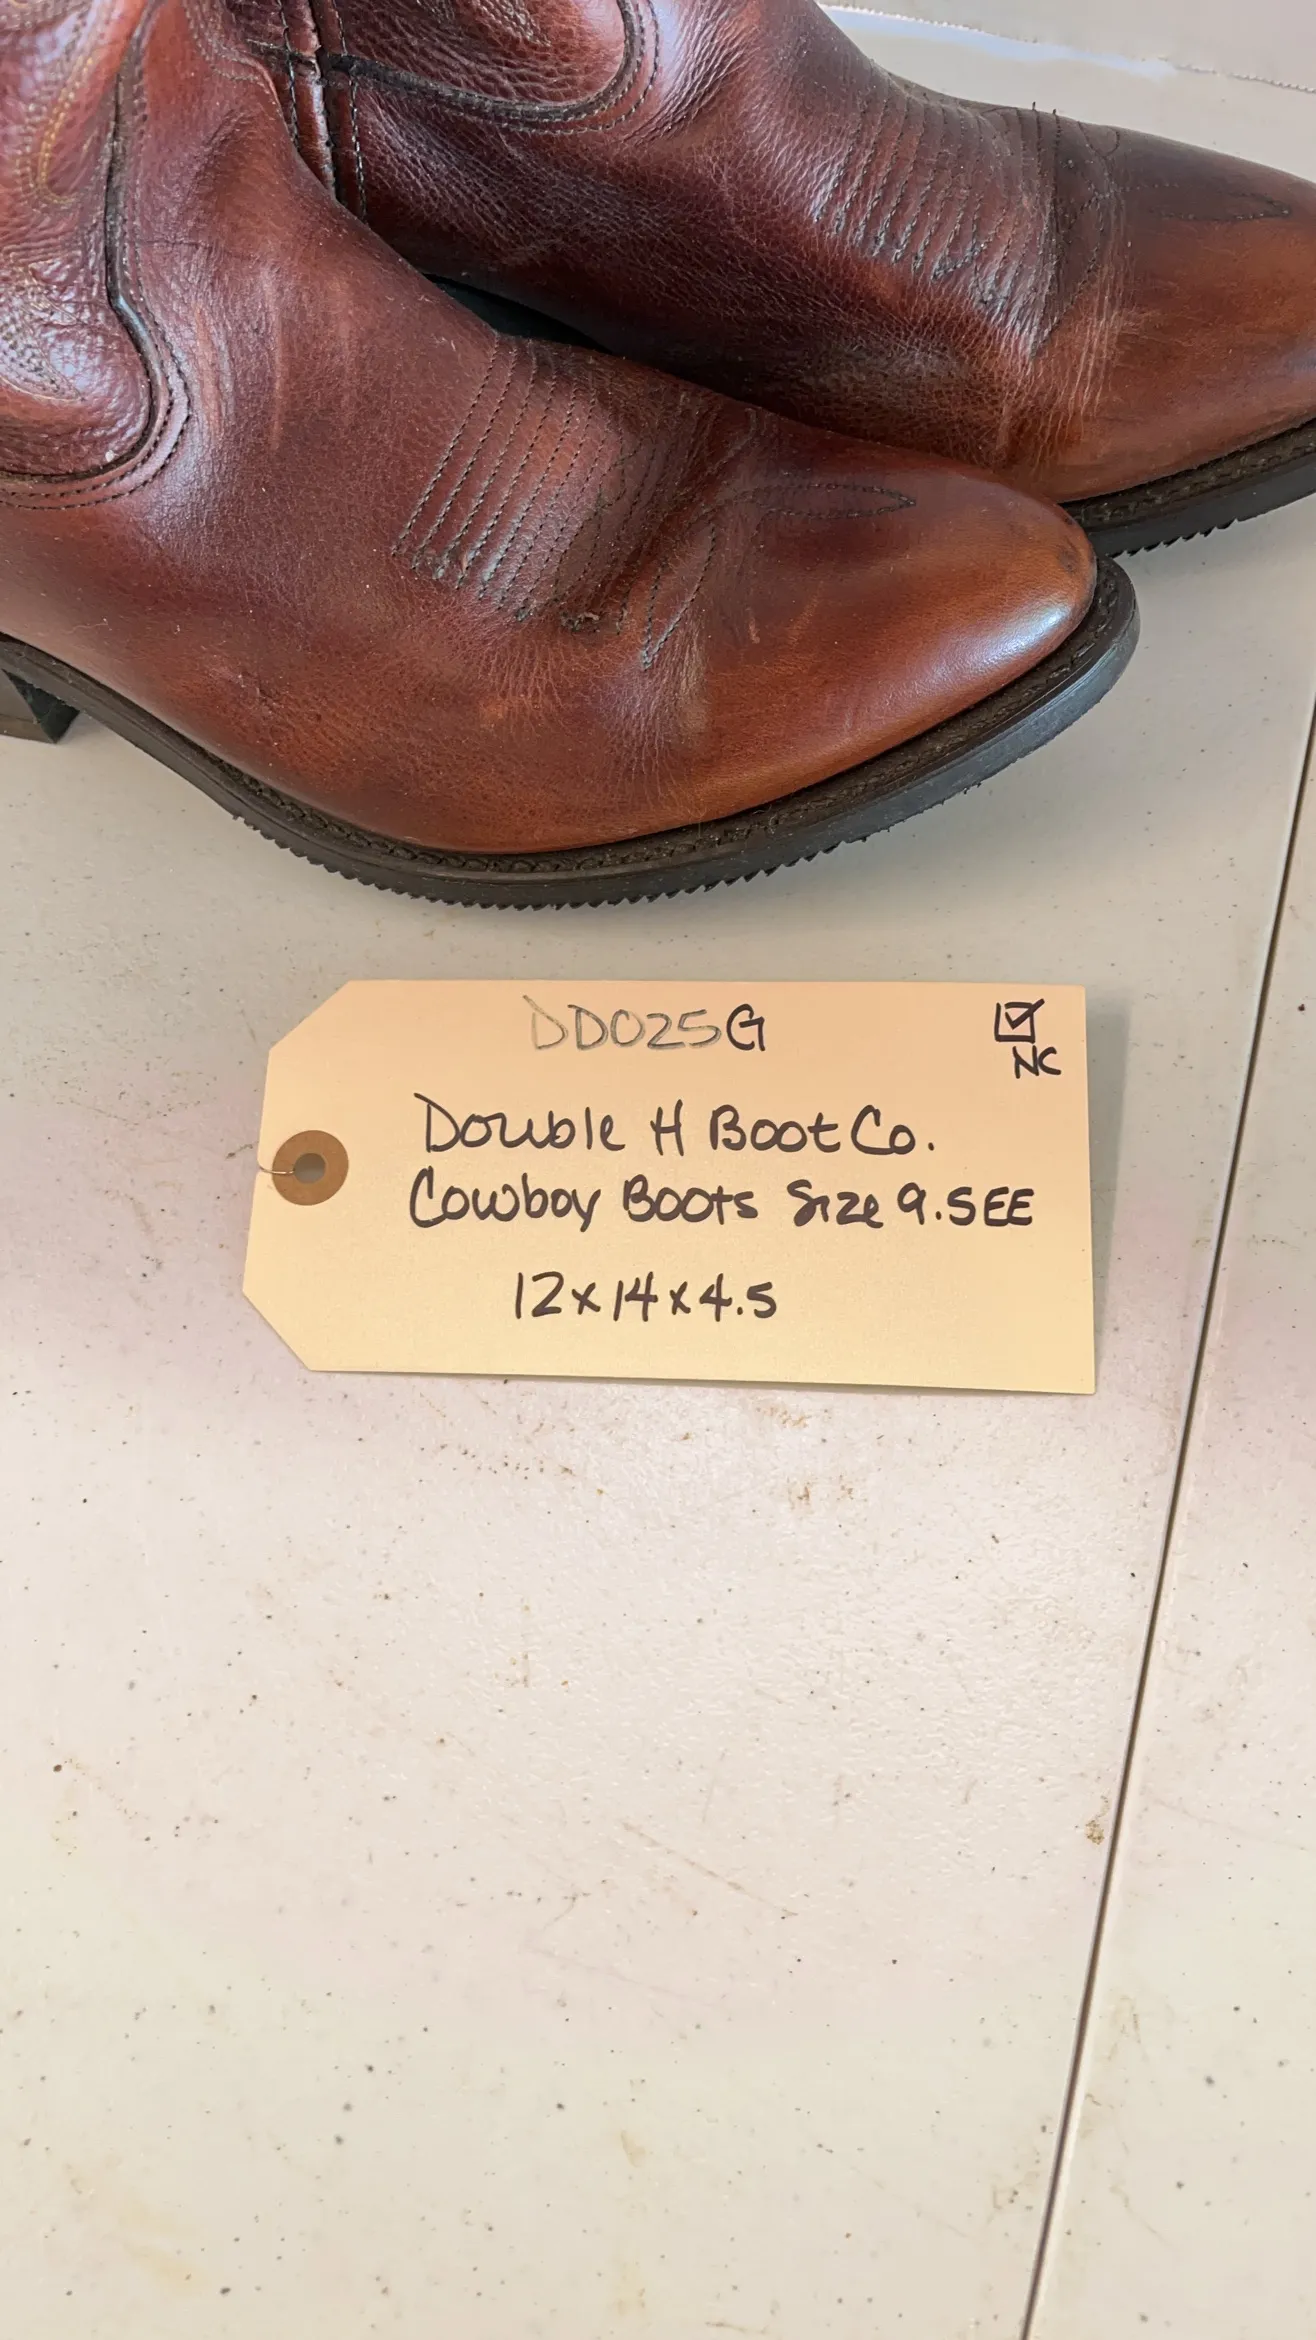 DD025G
☑
NC
Double H Boot Co.
Cowboy Boots Size 9.5EE
12x14x4.5